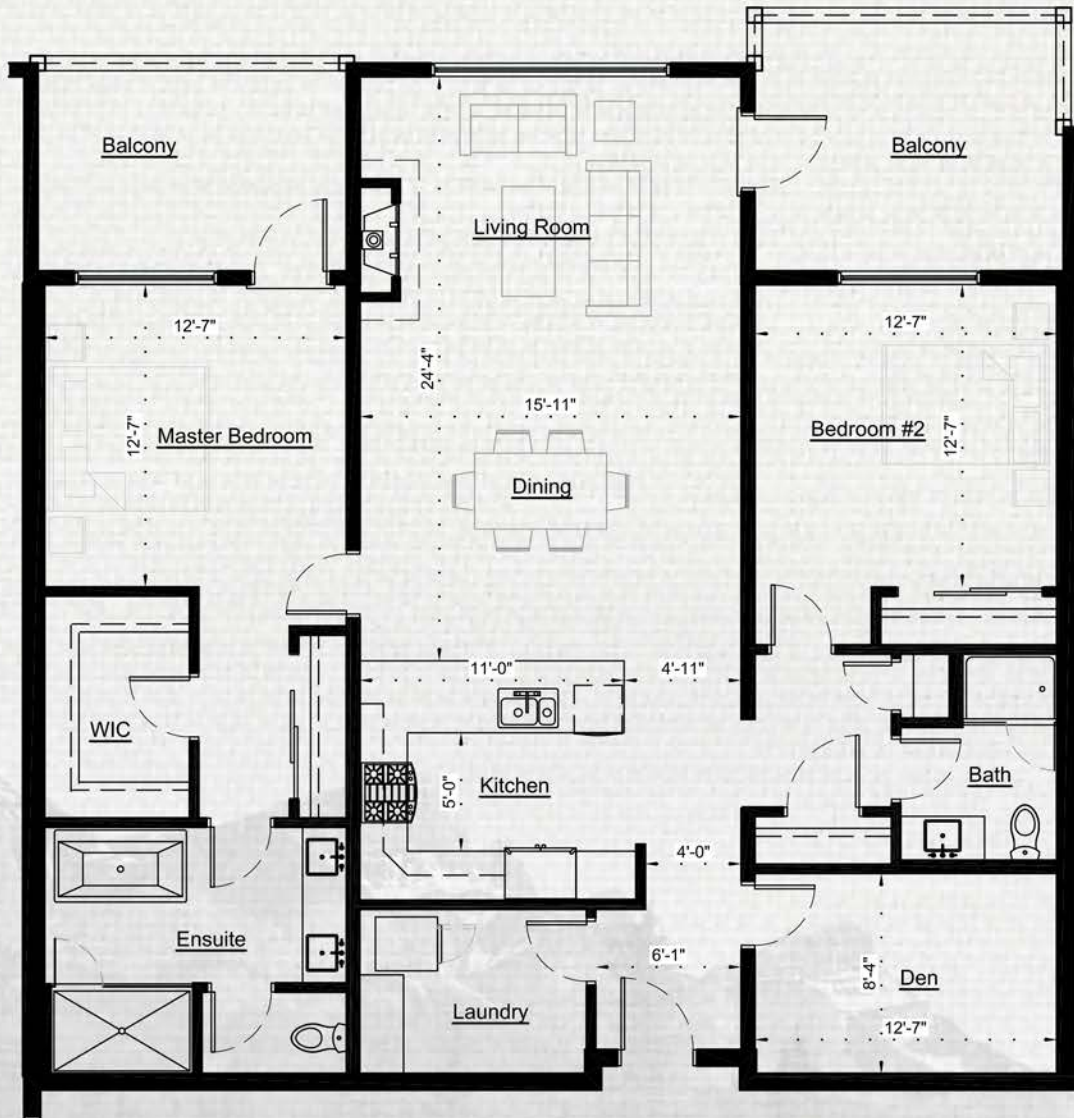 Balcony
Balcony
Living Room
12'-7"
12'-7"
24'-4"
15'-11"
Master Bedroom
12'-7"
Bedroom #2
12'-7"
Dining
11'-0"
4'-11"
WIC
Kitchen
5'-0"
Bath
4'-0"
Ensuite
6'-1"
Den
8'-4"
Laundry
12'-7"